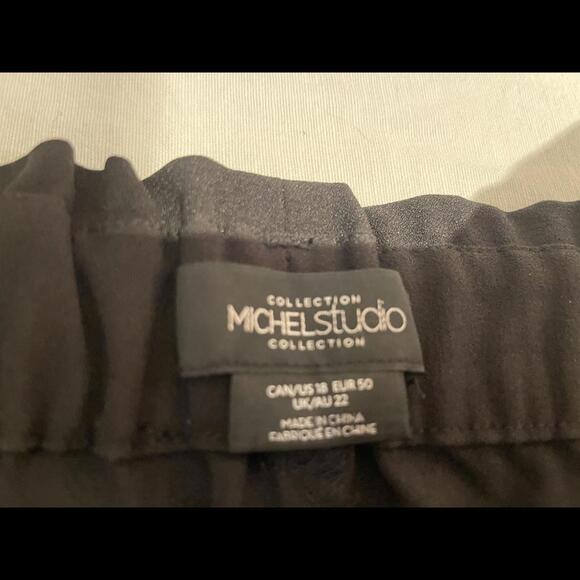 COLLECTION
MICHELstudio
COLLECTION
CAN/US 18 EUR 50
UK/AU 22
MADE IN CHINA
FABRIQUÉ EN CHINE